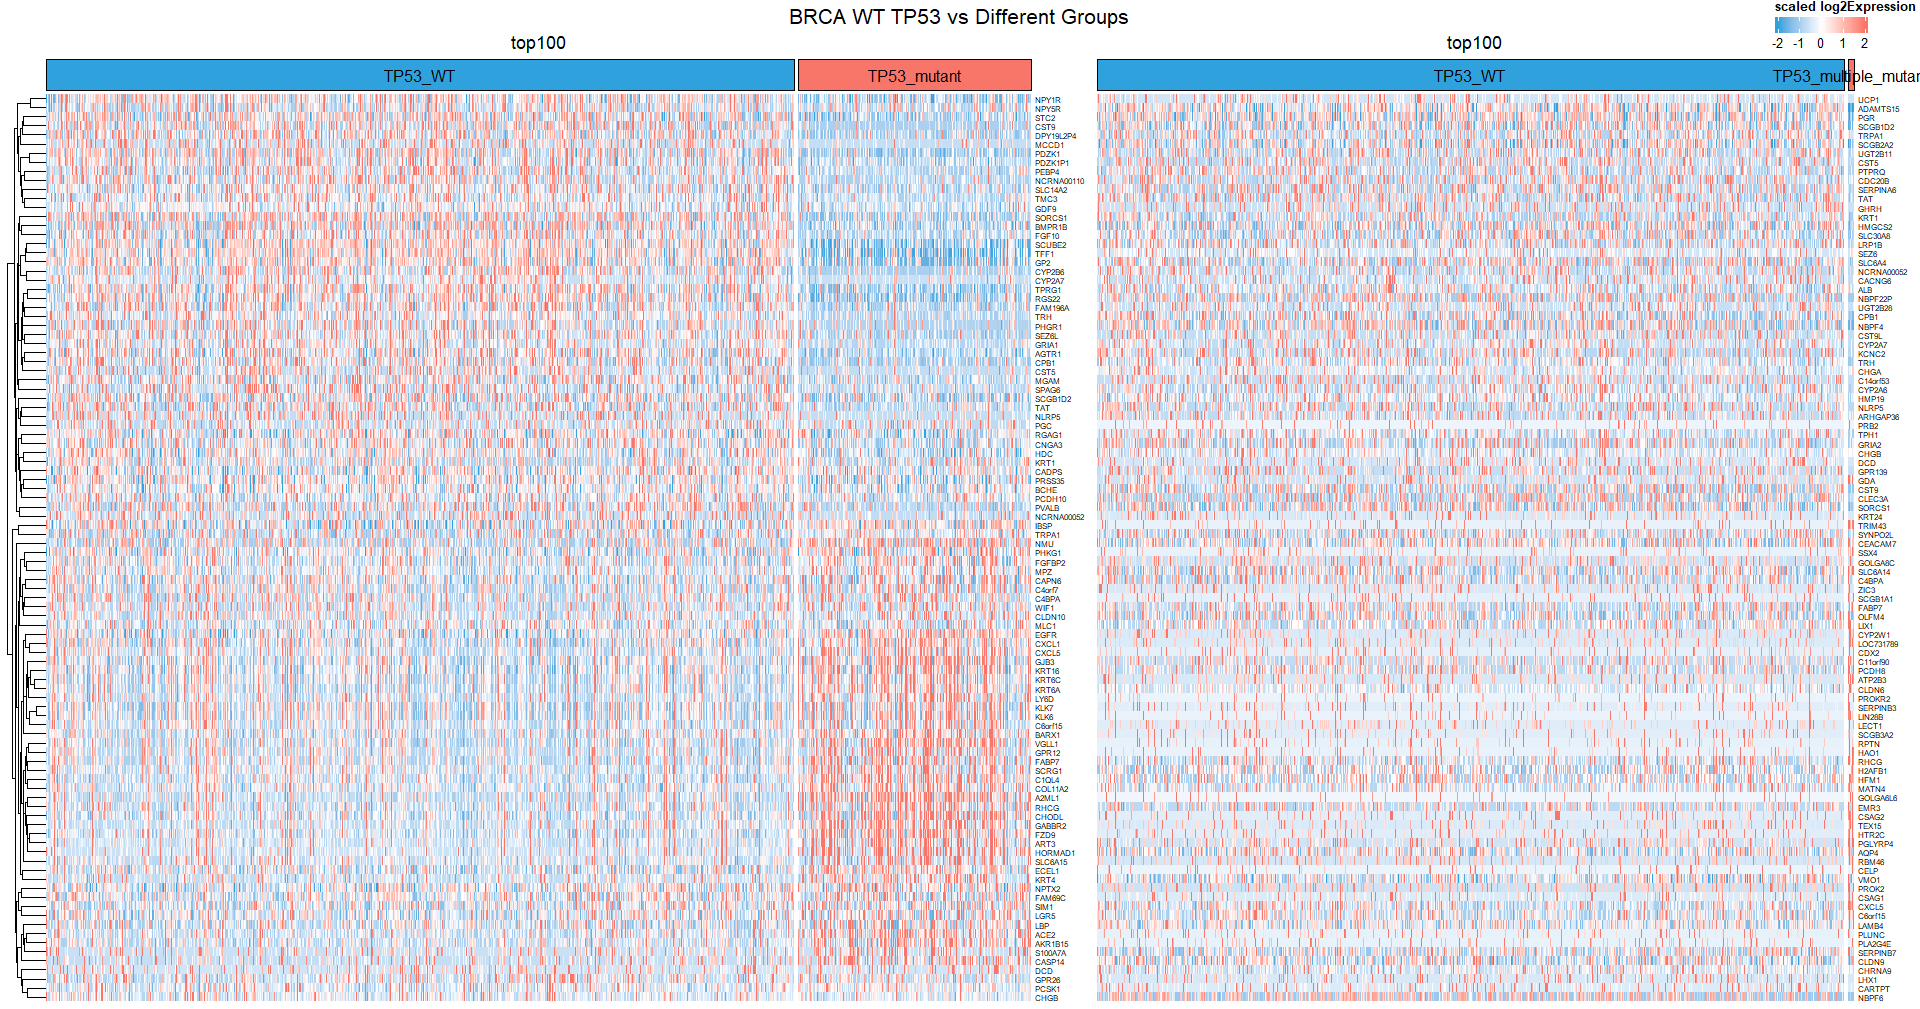 BRCA WT TP53 vs Different Groups
scaled log2Expression
-2 -1 0 1 2
top100
TP53_WT
TP53_mutant
NPY1R
NPY5R
STC2
CST9
DPY19L2P4
MCCD1
PDZK1
PDZK1P1
PEBP4
NCRNA00110
SLC14A2
TMC3
GDF9
SORCS1
BMPR1B
FGF10
SCUBE2
TFF1
GP2
CYP2B6
CYP2A7
TPRG1
RGS22
FAM196A
TRH
PHGR1
SEZ6L
GRIA1
AGTR1
CPB1
CST5
MGAM
SPAG6
SCGB1D2
TAT
NLRP5
PGC
RGAG1
CNGA3
HDC
KRT1
CADPS
PRSS35
BCHE
PCDH10
PVALB
NCRNA00052
IBSP
TRPA1
NMU
PHKG1
FGFBP2
MPZ
CAPN6
C4orf7
C4BPA
WIF1
CLDN10
MLC1
EGFR
CXCL1
CXCL5
GJB3
KRT16
KRT6C
KRT6A
LY6D
KLK7
KLK6
C6orf15
BARX1
VGLL1
GPR12
FABP7
SCRG1
C1QL4
COL11A2
A2ML1
RHCG
CHODL
GABBR2
FZD9
ART3
HORMAD1
SLC6A15
ECEL1
KRT4
NPTX2
FAM69C
SIM1
LGR5
LBP
ACE2
AKR1B15
S100A7A
CASP14
DCD
GPR26
PCSK1
CHGB
top100
TP53_WT
TP53_multiple_mutar
UCP1
ADAMTS15
PGR
SCGB1D2
TRPA1
SCGB2A2
UGT2B11
CST5
PTPRQ
CDC20B
SERPINA6
TAT
GHRH
KRT1
HMGCS2
SLC30A8
LRP1B
SEZ6
SLC6A4
NCRNA00052
CACNG6
ALB
NBPF22P
UGT2B28
CPB1
NBPF4
CST9L
CYP2A7
KCNC2
TRH
CHGA
C14orf53
CYP2A6
HMP19
NLRP5
ARHGAP36
PRB2
TPH1
GRIA2
CHGB
DCD
GPR139
GDA
CST9
CLEC3A
SORCS1
KRT24
TRIM43
SYNPO2L
CEACAM7
SSX4
GOLGA8C
SLC6A14
C4BPA
ZIC3
SCGB1A1
FABP7
OLFM4
LIX1
CYP2W1
LOC731789
CDX2
C11orf90
PCDH8
ATP2B3
CLDN6
PROKR2
SERPINB3
LIN28B
LECT1
SCGB3A2
RPTN
HAO1
RHCG
H2AFB1
HFM1
MATN4
GOLGA6L6
EMR3
CSAG2
TEX15
HTR2C
PGLYRP4
AQP4
RBM46
CELP
VMO1
PROK2
CSAG1
CXCL5
C6orf15
LAMB4
PLUNC
PLA2G4E
SERPINB7
CLDN9
CHRNA9
LHX1
CARTPT
NBPF6